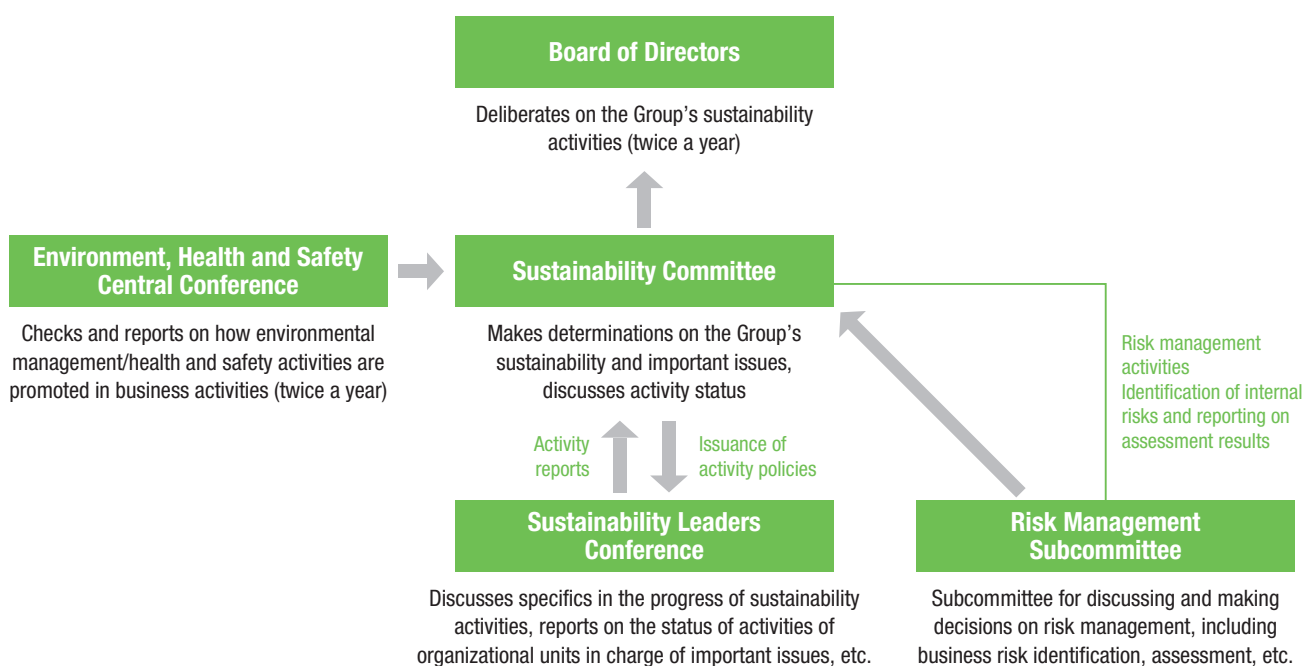 Board of Directors
Deliberates on the Group's sustainability
activities (twice a year)
Environment, Health and Safety
Central Conference
Checks and reports on how environmental
management/health and safety activities are
promoted in business activities (twice a year)
Sustainability Committee
Makes determinations on the Group's
sustainability and important issues,
discusses activity status
Risk management
activities
Identification of internal
risks and reporting on
assessment results
Activity
reports
Issuance of
activity policies
Sustainability Leaders
Conference
Discusses specifics in the progress of sustainability
activities, reports on the status of activities of
organizational units in charge of important issues, etc.
Risk Management
Subcommittee
Subcommittee for discussing and making
decisions on risk management, including
business risk identification, assessment, etc.